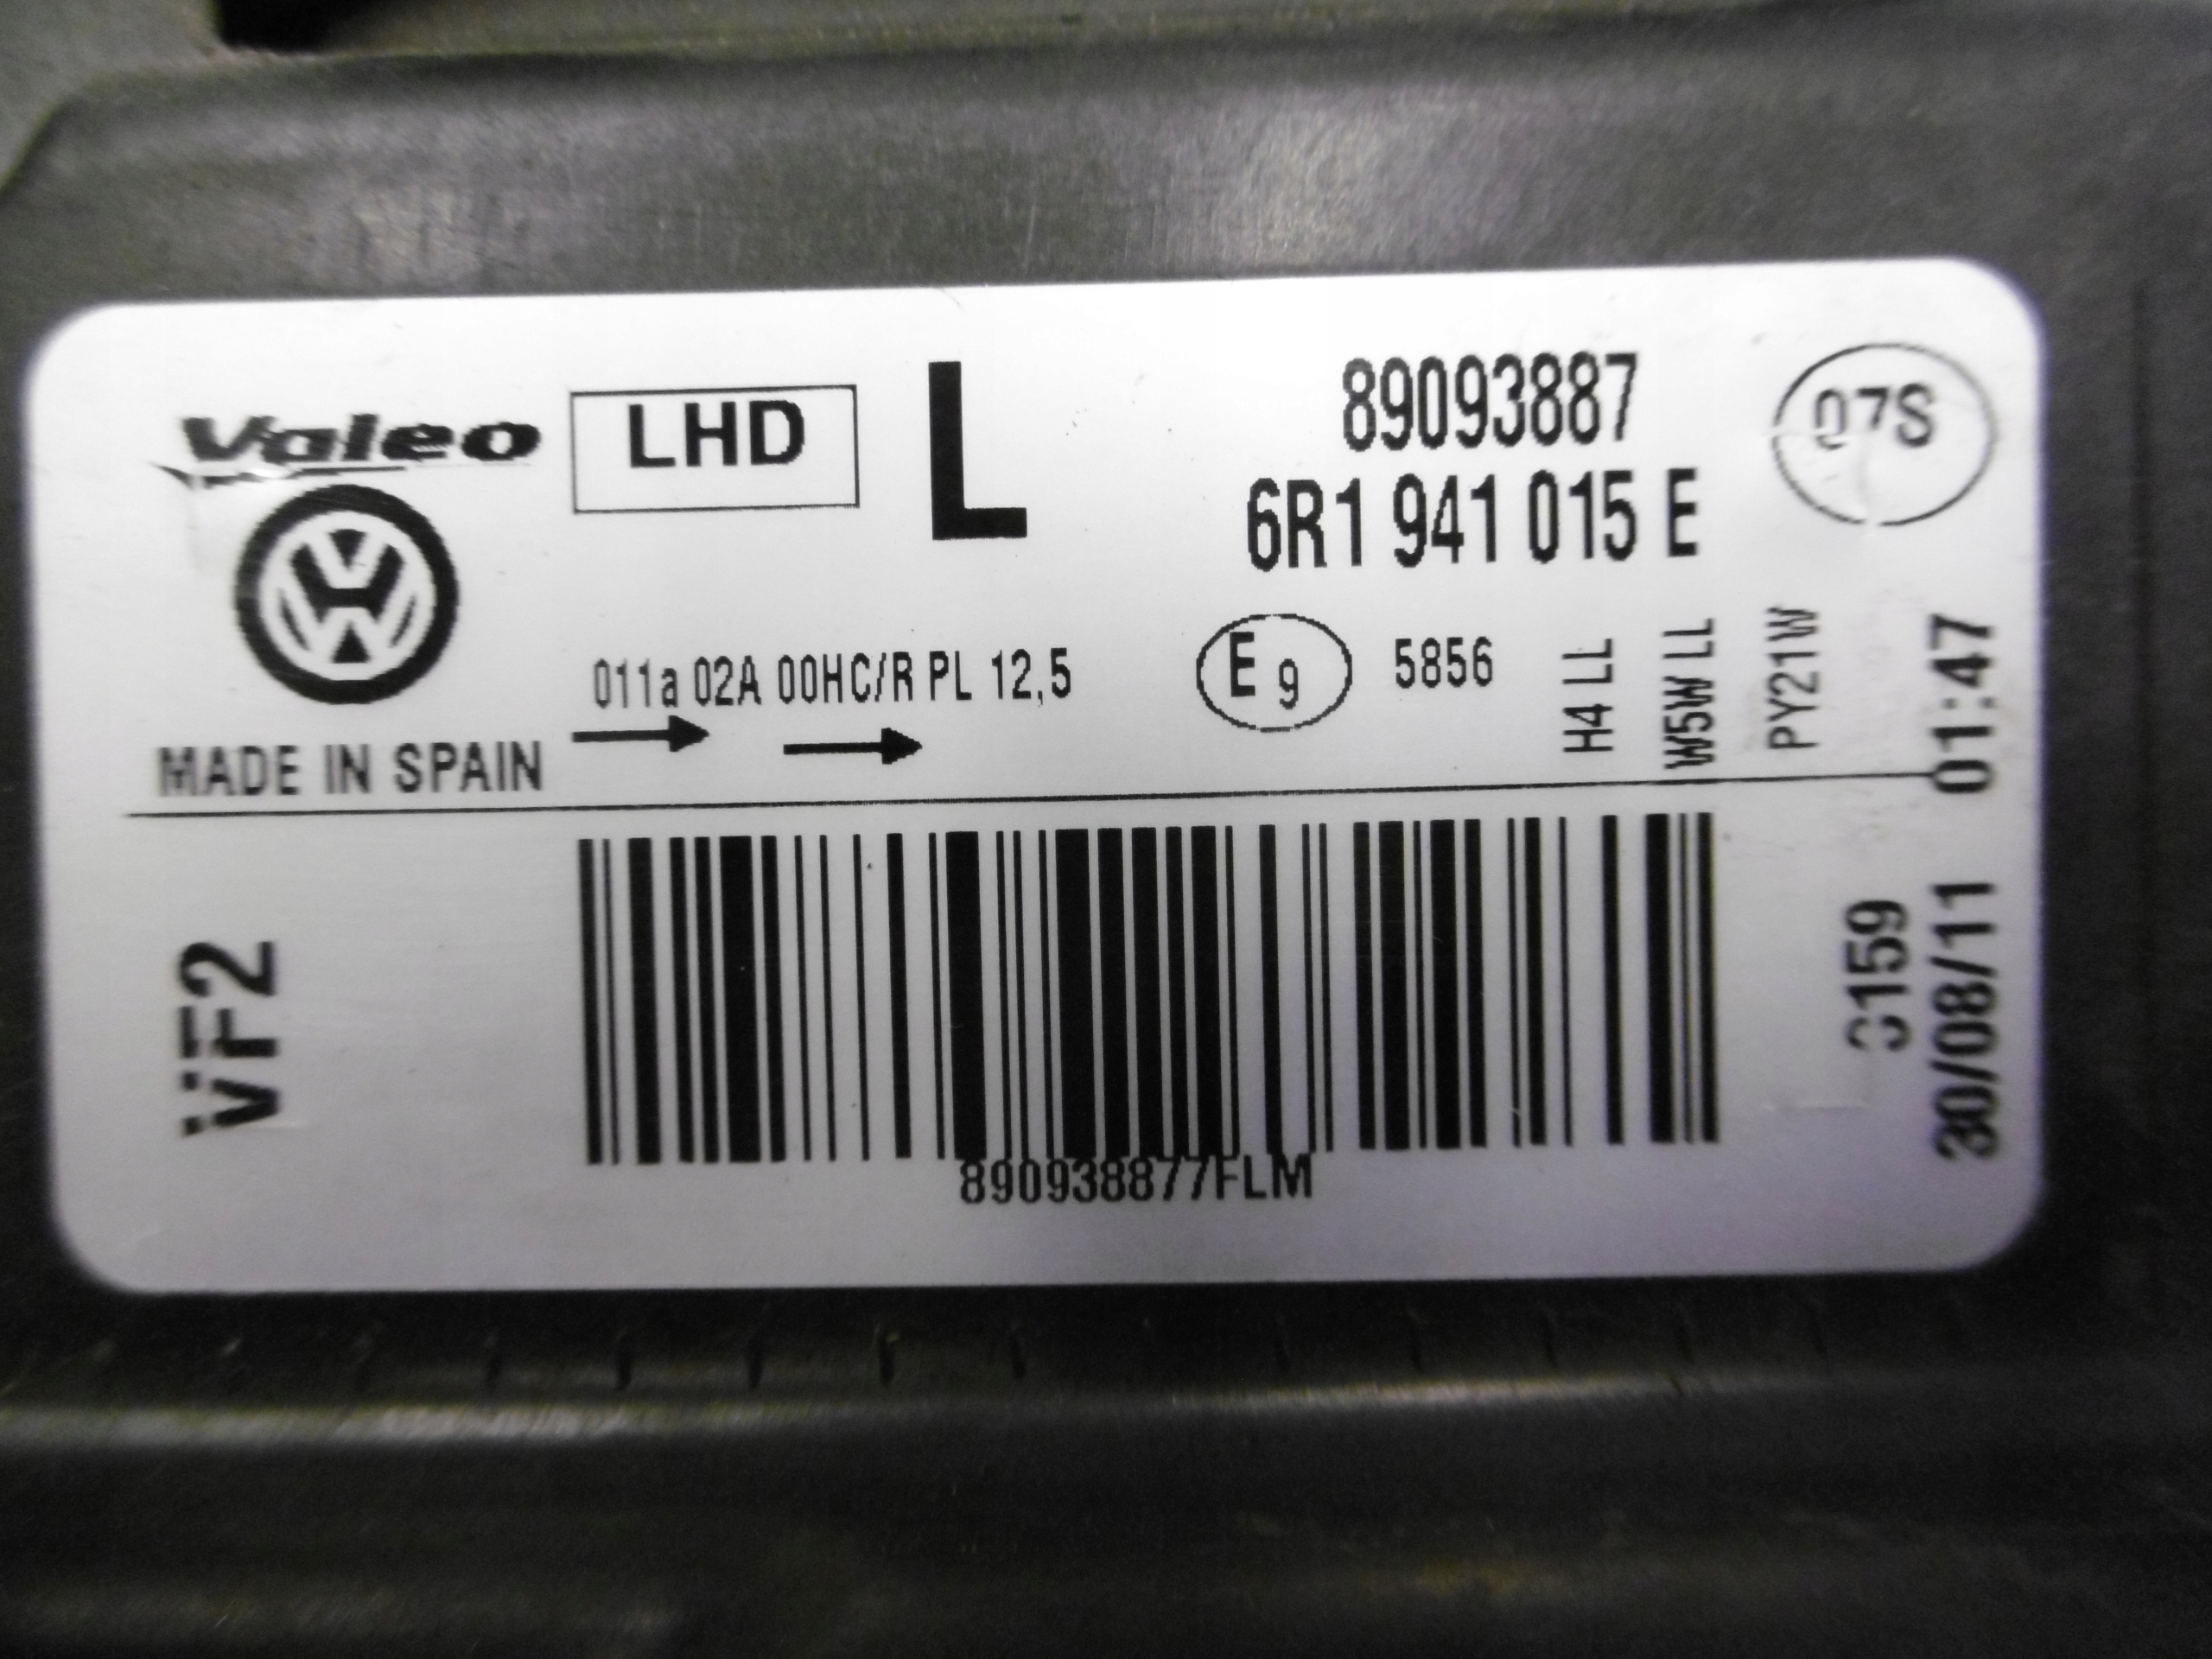 Valeo
LHD
L
89093887
6R1 941 015 E
07S
011a 02A 00HC/R PL 12,5
E 9
5856
H4 LL
W5W LL
PY21W
MADE IN SPAIN
VF2
890938877FLM
30/08/11 01:47